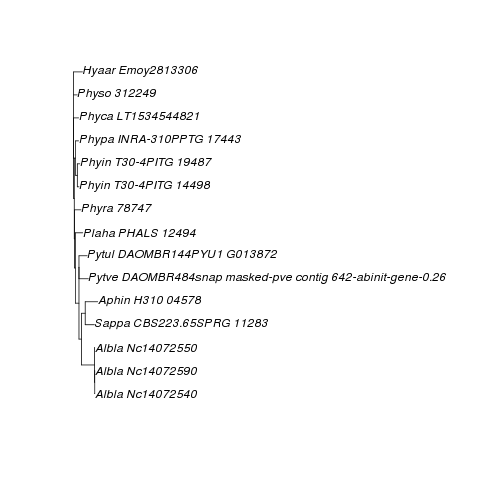 Hyaar Emoy2813306
Physo 312249
Phyca LT1534544821
Phypa INRA-310PPTG 17443
Phyin T30-4PITG 19487
Phyin T30-4PITG 14498
Phyra 78747
Plaha PHALS 12494
Pytul DAOMBR144PYU1 G013872
Pytve DAOMBR484snap masked-pve contig 642-abinit-gene-0.26
Aphin H310 04578
Sappa CBS223.65SPRG 11283
Albla Nc14072550
Albla Nc14072590
Albla Nc14072540